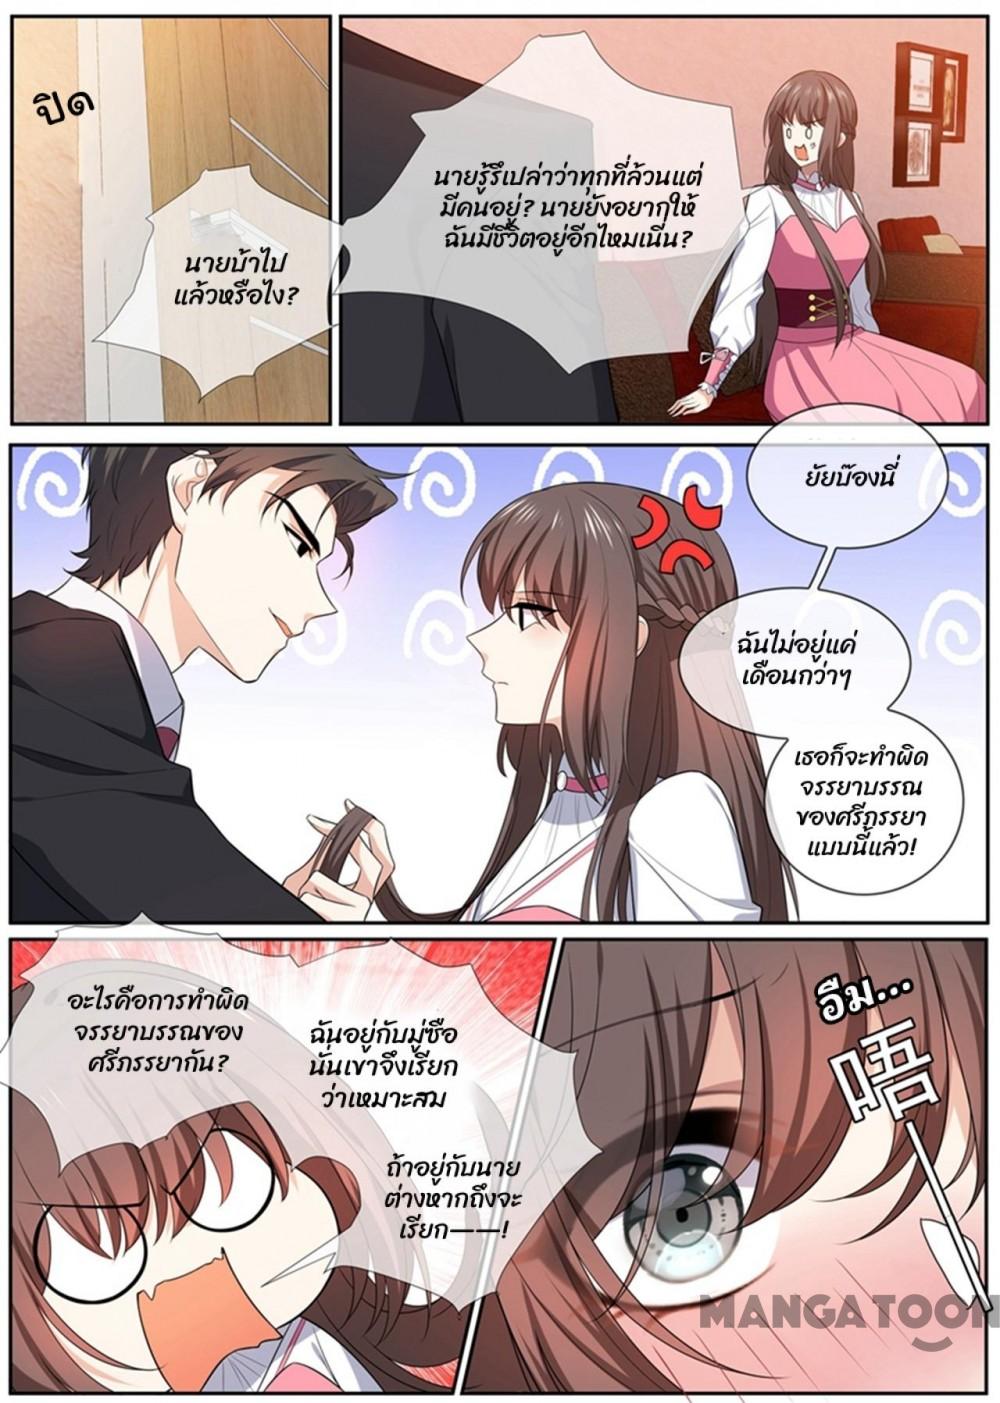 ปิด
นายบ้าไป
แล้วหรือไง?
นายรู้รึเปล่าว่าทุกที่ล้วนแต่
มีคนอยู่? นายยังอยากให้
ฉันมีชีวิตอยู่อีกไหมเนี่น?
ยัยบ๊องนี่
ฉันไม่อยู่แค่
เดือนกว่าๆ
เธอก็จะทำผิด
จรรยาบรรณ
ของศรีภรรยา
แบบนี้แล้ว!
อะไรคือการทำผิด
จรรยาบรรณของ
ศรีภรรยากัน?
ฉันอยู่กับมู่ซือ
นั่นเขาจึงเรียก
ว่าเหมาะสม
ถ้าอยู่กับนาย
ต่างหากถึงจะ
เรียก——!
อืม...
唔
MANGATOON